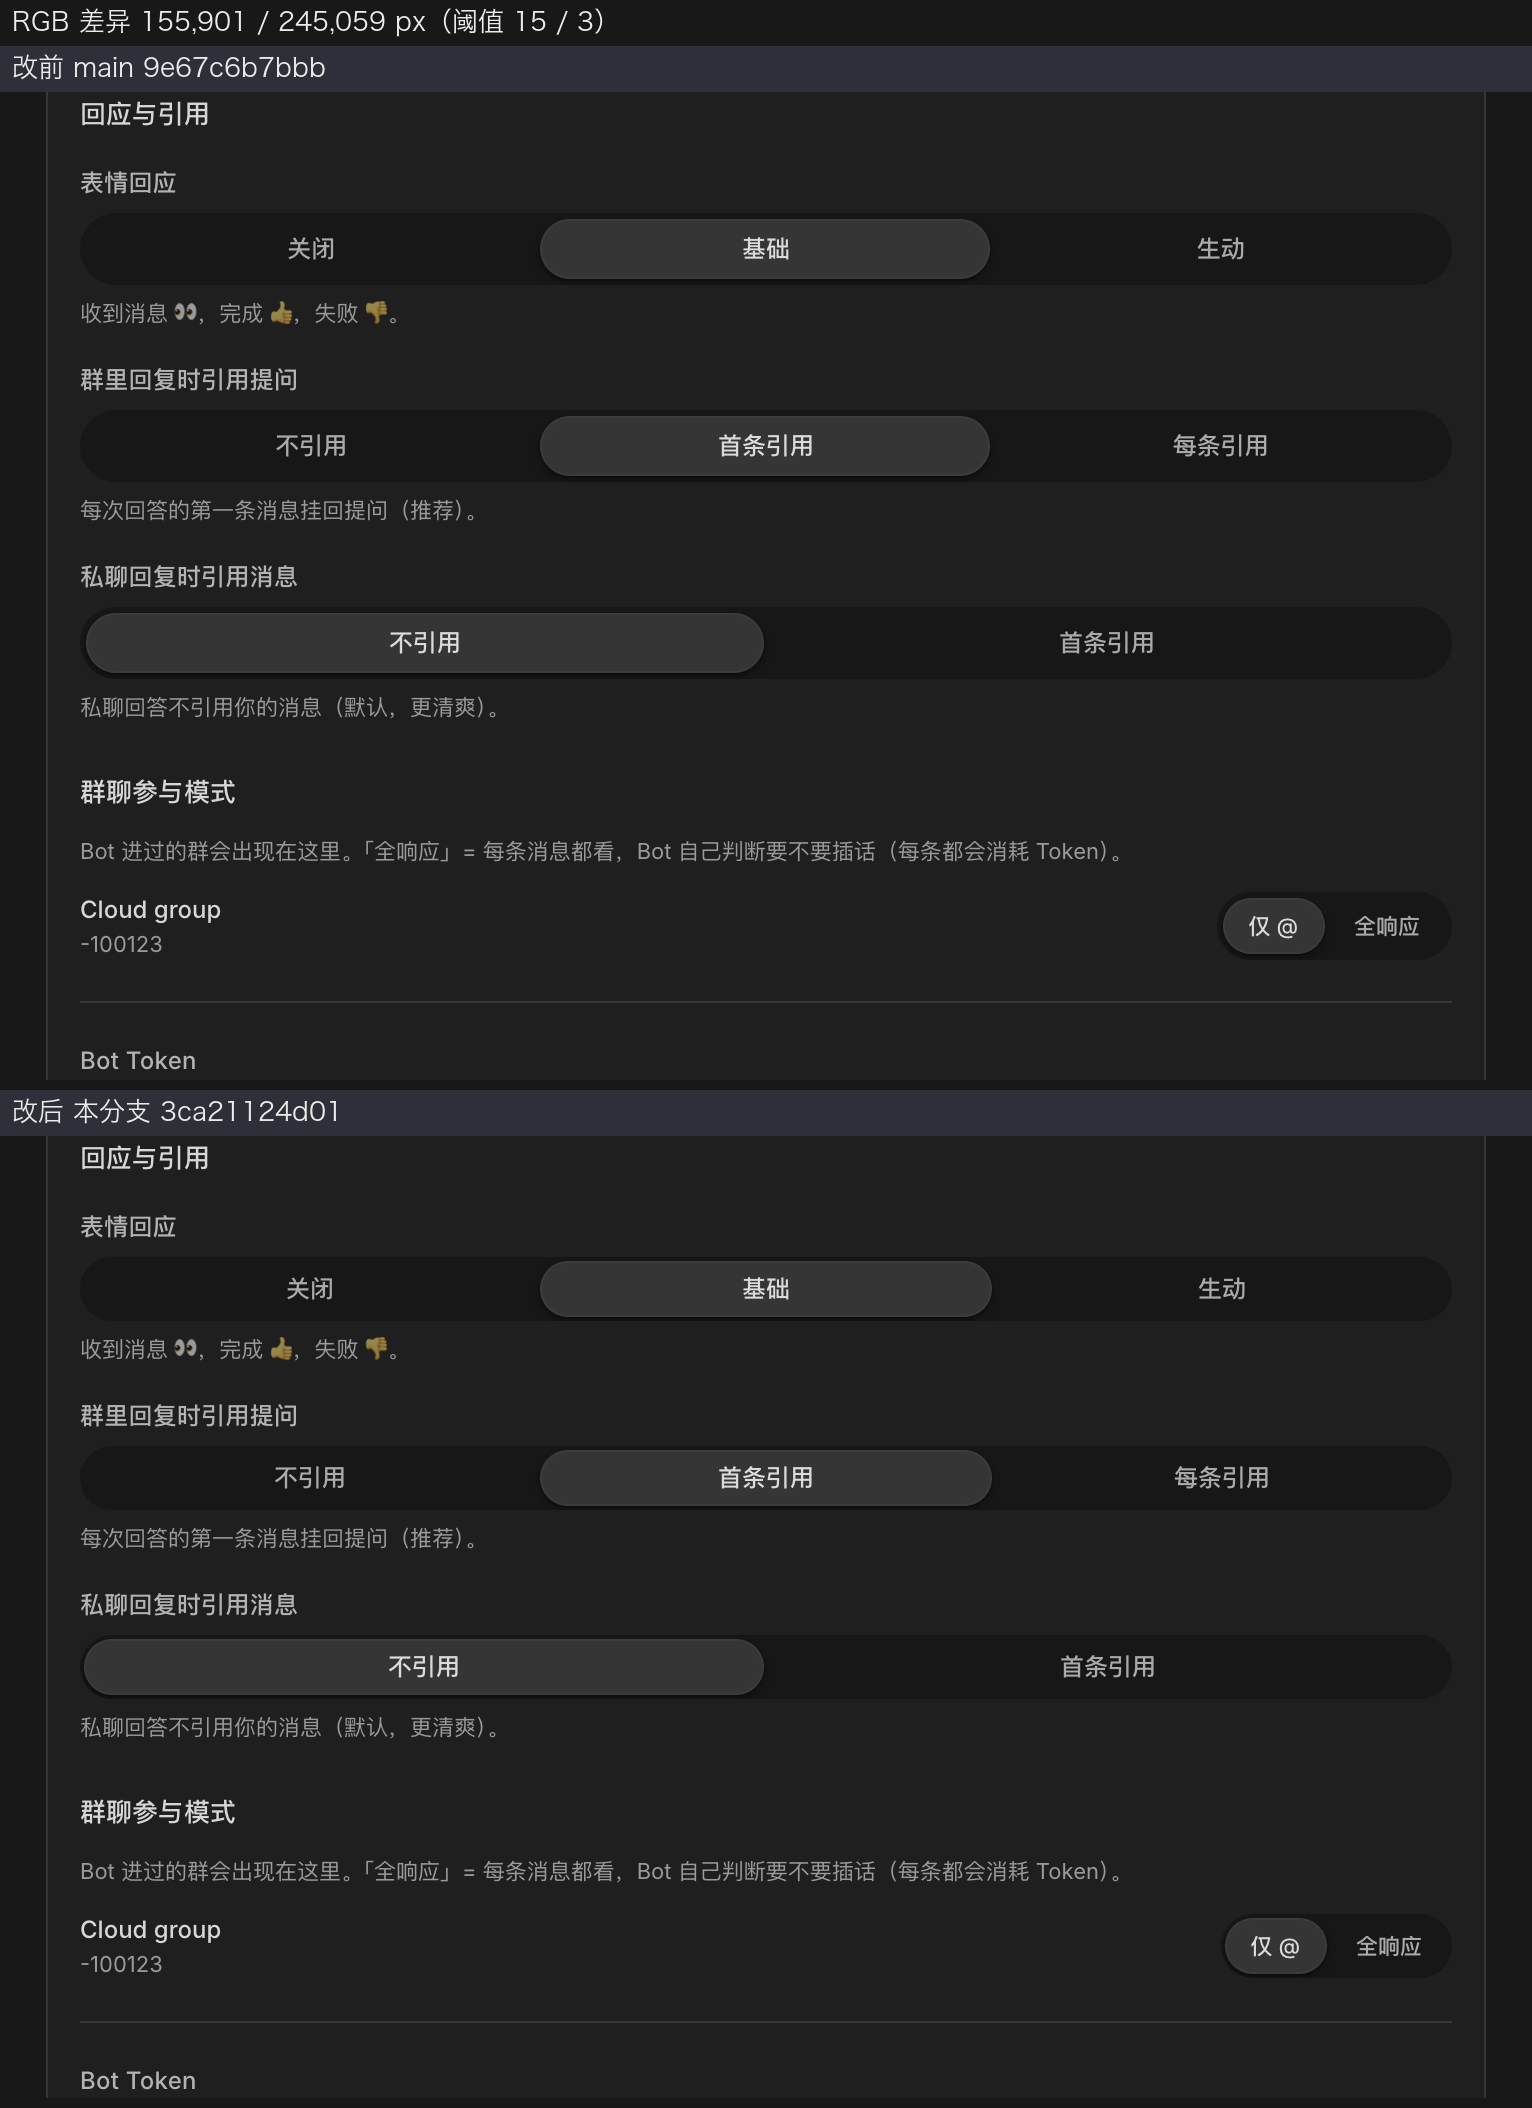 RGB 差异 155,901 / 245,059 px（阈值 15 / 3）
改前 main 9e67c6b7bbb
回应与引用
表情回应
关闭 基础 生动
收到消息 👀，完成 👍，失败 👎。
群里回复时引用提问
不引用 首条引用 每条引用
每次回答的第一条消息挂回提问（推荐）。
私聊回复时引用消息
不引用 首条引用
私聊回答不引用你的消息（默认，更清爽）。
群聊参与模式
Bot 进过的群会出现在这里。「全响应」= 每条消息都看，Bot 自己判断要不要插话（每条都会消耗 Token）。
Cloud group
仅 @ 全响应
-100123
Bot Token
改后 本分支 3ca21124d01
回应与引用
表情回应
关闭 基础 生动
收到消息 👀，完成 👍，失败 👎。
群里回复时引用提问
不引用 首条引用 每条引用
每次回答的第一条消息挂回提问（推荐）。
私聊回复时引用消息
不引用 首条引用
私聊回答不引用你的消息（默认，更清爽）。
群聊参与模式
Bot 进过的群会出现在这里。「全响应」= 每条消息都看，Bot 自己判断要不要插话（每条都会消耗 Token）。
Cloud group
仅 @ 全响应
-100123
Bot Token